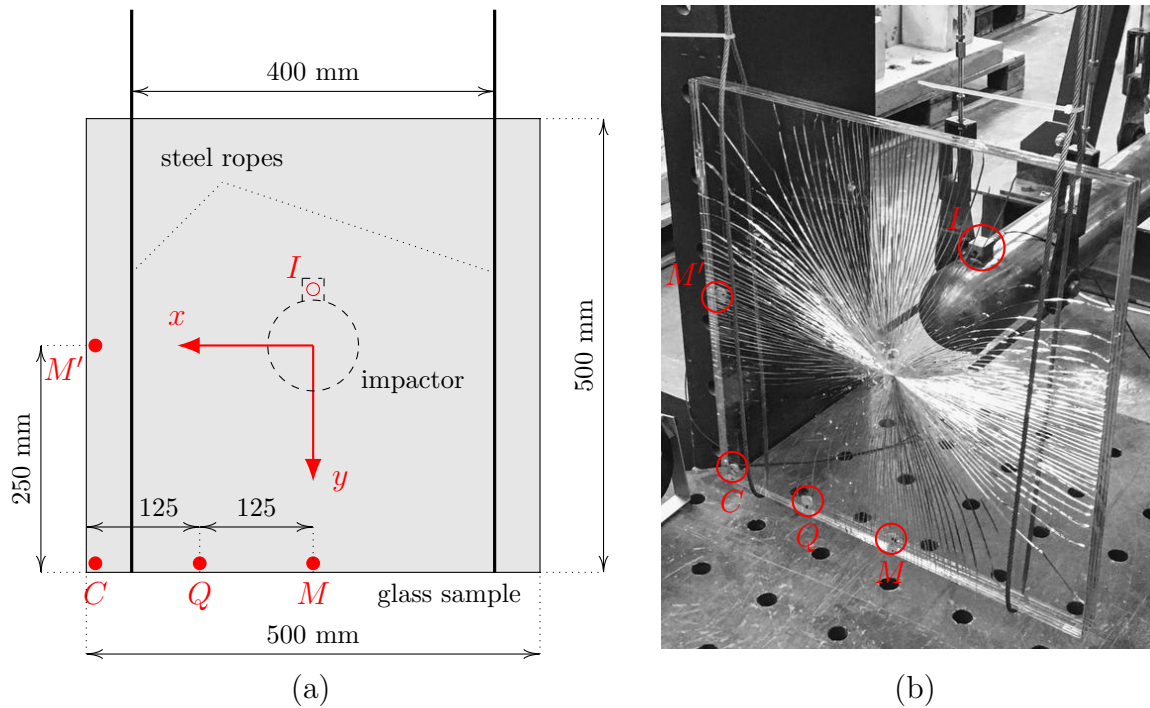 400 mm
steel ropes
I
x
M′
impactor
y
250 mm
500 mm
125
125
C
Q
M
glass sample
500 mm
(a)
I
M′
C
Q
M
(b)